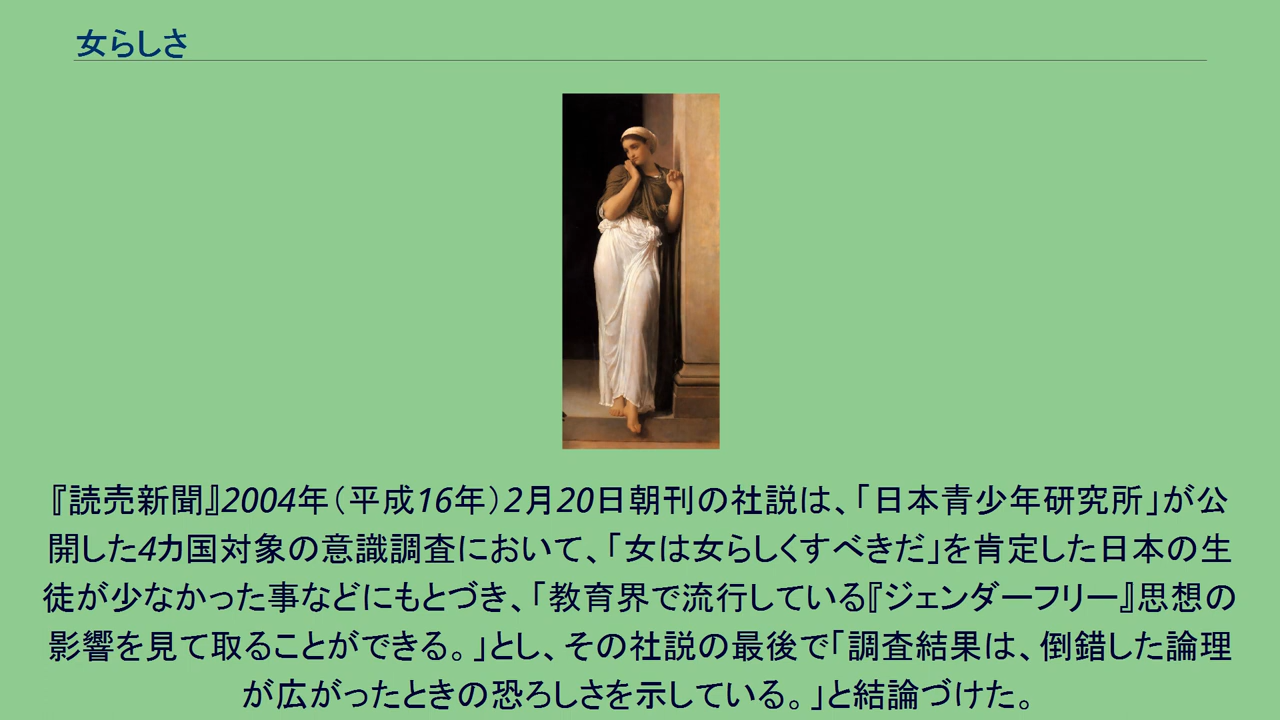 女らしさ
『読売新聞』2004年（平成16年）2月20日朝刊の社説は、「日本青少年研究所」が公
開した4カ国対象の意識調査において、「女は女らしくすべきだ」を肯定した日本の生
徒が少なかった事などにもとづき、「教育界で流行している『ジェンダーフリー』思想の
影響を見て取ることができる。」とし、その社説の最後で「調査結果は、倒錯した論理
が広がったときの恐ろしさを示している。」と結論づけた。